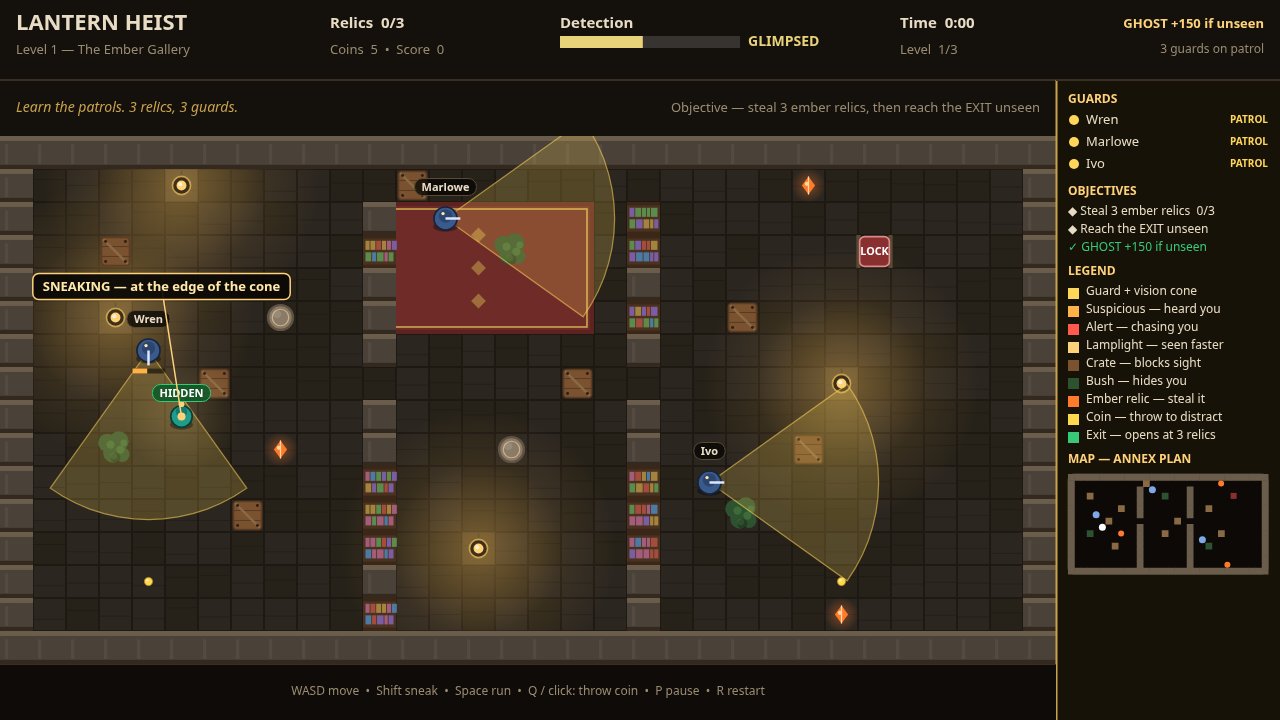 LANTERN HEIST
Level 1 — The Ember Gallery
Relics 0/3
Coins 5 • Score 0
Detection
GLIMPSED
Time 0:00
Level 1/3
GHOST +150 if unseen
3 guards on patrol
Learn the patrols. 3 relics, 3 guards.
Objective — steal 3 ember relics, then reach the EXIT unseen
Marlowe
LOCK
SNEAKING — at the edge of the cone
Wren
HIDDEN
Ivo
WASD move • Shift sneak • Space run • Q / click: throw coin • P pause • R restart
GUARDS
Wren PATROL
Marlowe PATROL
Ivo PATROL
OBJECTIVES
◆ Steal 3 ember relics 0/3
◆ Reach the EXIT unseen
✓ GHOST +150 if unseen
LEGEND
Guard + vision cone
Suspicious — heard you
Alert — chasing you
Lamplight — seen faster
Crate — blocks sight
Bush — hides you
Ember relic — steal it
Coin — throw to distract
Exit — opens at 3 relics
MAP — ANNEX PLAN